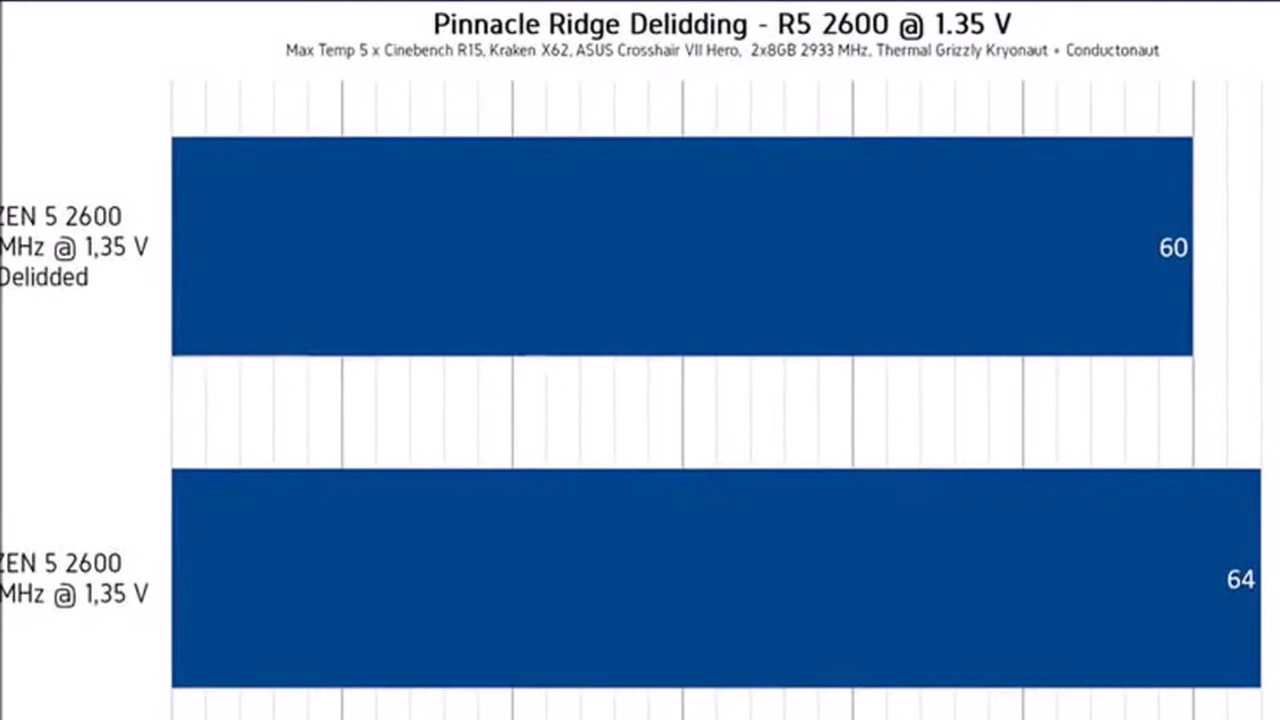 Pinnacle Ridge Delidding - R5 2600 @ 1.35 V
Max Temp 5 x Cinebench R15, Kraken X62, ASUS Crosshair VII Hero, 2x8GB 2933 MHz, Thermal Grizzly Kryonaut + Conductonaut
ZEN 5 2600
MHz @ 1,35 V
Delidded
60
ZEN 5 2600
MHz @ 1,35 V
64